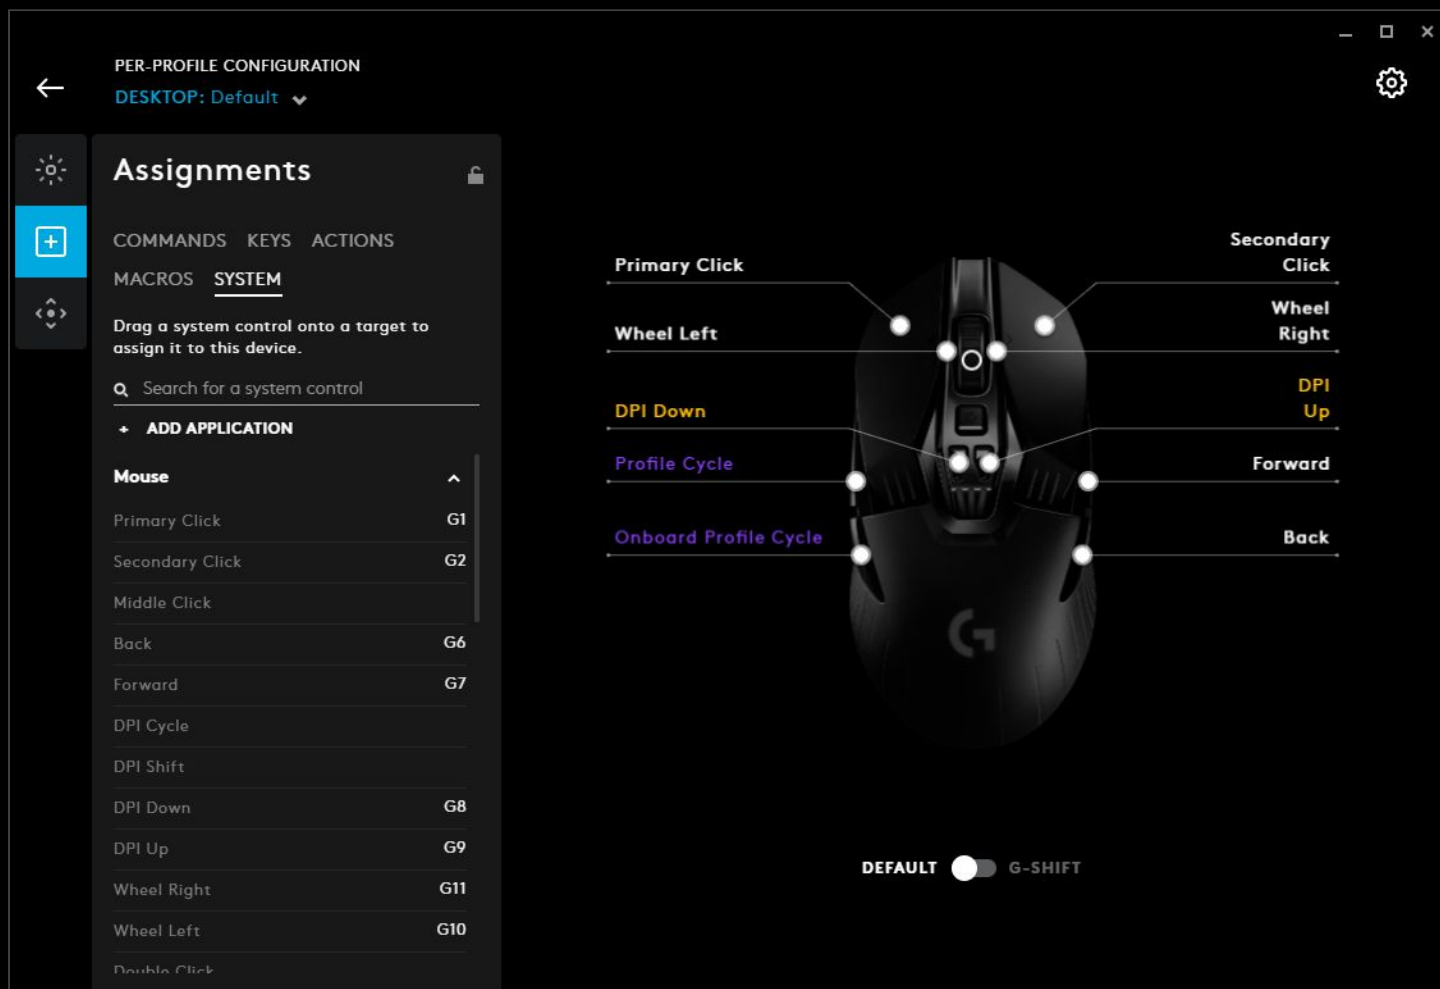 PER-PROFILE CONFIGURATION
DESKTOP: Default
Assignments
COMMANDS KEYS ACTIONS
MACROS SYSTEM
Drag a system control onto a target to
assign it to this device.
Search for a system control
+ ADD APPLICATION
Mouse
Primary Click G1
Secondary Click G2
Middle Click
Back G6
Forward G7
DPI Cycle
DPI Shift
DPI Down G8
DPI Up G9
Wheel Right G11
Wheel Left G10
Double Click
Primary Click
Wheel Left
DPI Down
Profile Cycle
Onboard Profile Cycle
Secondary
Click
Wheel
Right
DPI
Up
Forward
Back
G
DEFAULT G-SHIFT